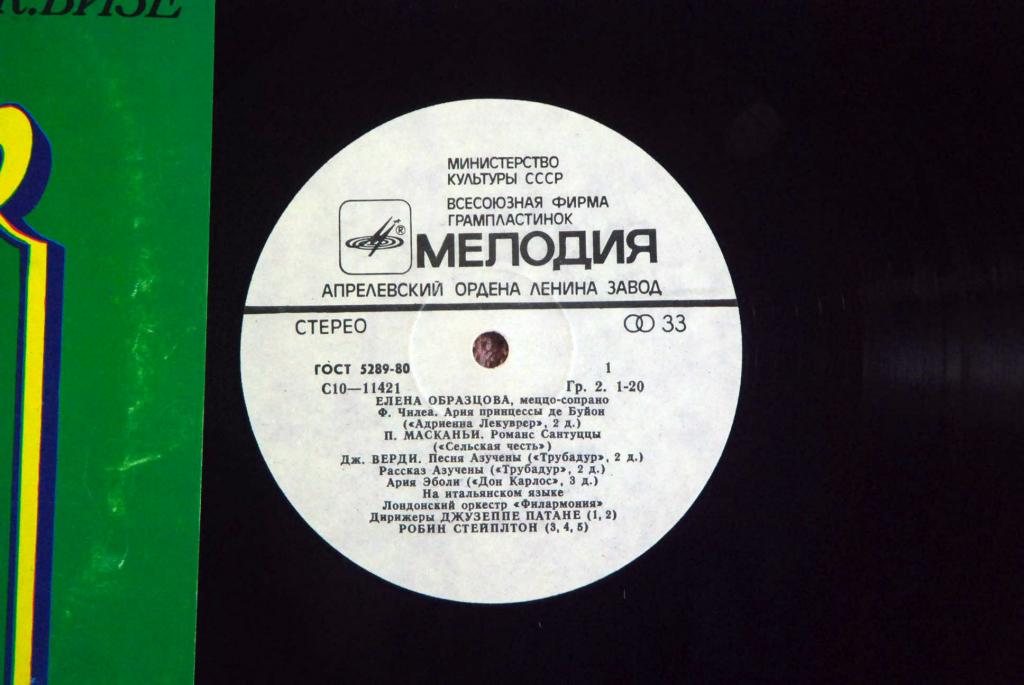 К.ВИЗЕ
МИНИСТЕРСТВО
КУЛЬТУРЫ СССР
ВСЕСОЮЗНАЯ ФИРМА
ГРАМПЛАСТИНОК
®
МЕЛОДИЯ
АПРЕЛЕВСКИЙ ОРДЕНА ЛЕНИНА ЗАВОД
СТЕРЕО
33
ГОСТ 5289-80 1
С10—11421 Гр. 2. 1-20
ЕЛЕНА ОБРАЗЦОВА, меццо-сопрано
Ф. Чилеа. Ария принцессы де Буйон
(«Адриенна Лекуврер», 2 д.)
П. МАСКАНЬИ. Романс Сантуццы
(«Сельская честь»)
Дж. ВЕРДИ. Песня Азучены («Трубадур», 2 д.)
Рассказ Азучены («Трубадур», 2 д.)
Ария Эболи («Дон Карлос», 3 д.)
На итальянском языке
Лондонский оркестр «Филармония»
Дирижеры ДЖУЗЕППЕ ПАТАНЕ (1, 2)
РОБИН СТЕЙПЛТОН (3, 4, 5)